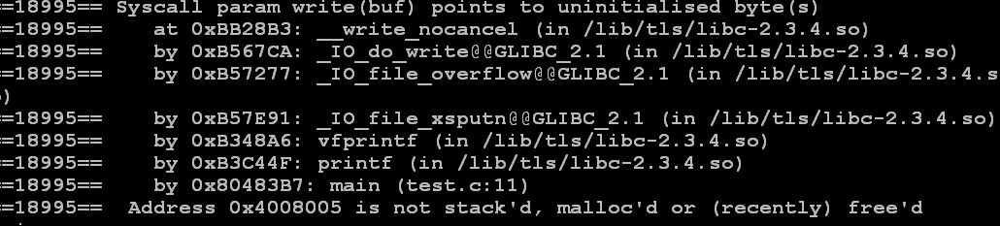 ==18995== Syscall param write(buf) points to uninitialised byte(s)
==18995==    at 0xBB28B3: __write_nocancel (in /lib/tls/libc-2.3.4.so)
==18995==    by 0xB567CA: _IO_do_write@@GLIBC_2.1 (in /lib/tls/libc-2.3.4.so)
==18995==    by 0xB57277: _IO_file_overflow@@GLIBC_2.1 (in /lib/tls/libc-2.3.4.s
o)
==18995==    by 0xB57E91: _IO_file_xsputn@@GLIBC_2.1 (in /lib/tls/libc-2.3.4.so)
==18995==    by 0xB348A6: vfprintf (in /lib/tls/libc-2.3.4.so)
==18995==    by 0xB3C44F: printf (in /lib/tls/libc-2.3.4.so)
==18995==    by 0x80483B7: main (test.c:11)
==18995==  Address 0x4008005 is not stack'd, malloc'd or (recently) free'd